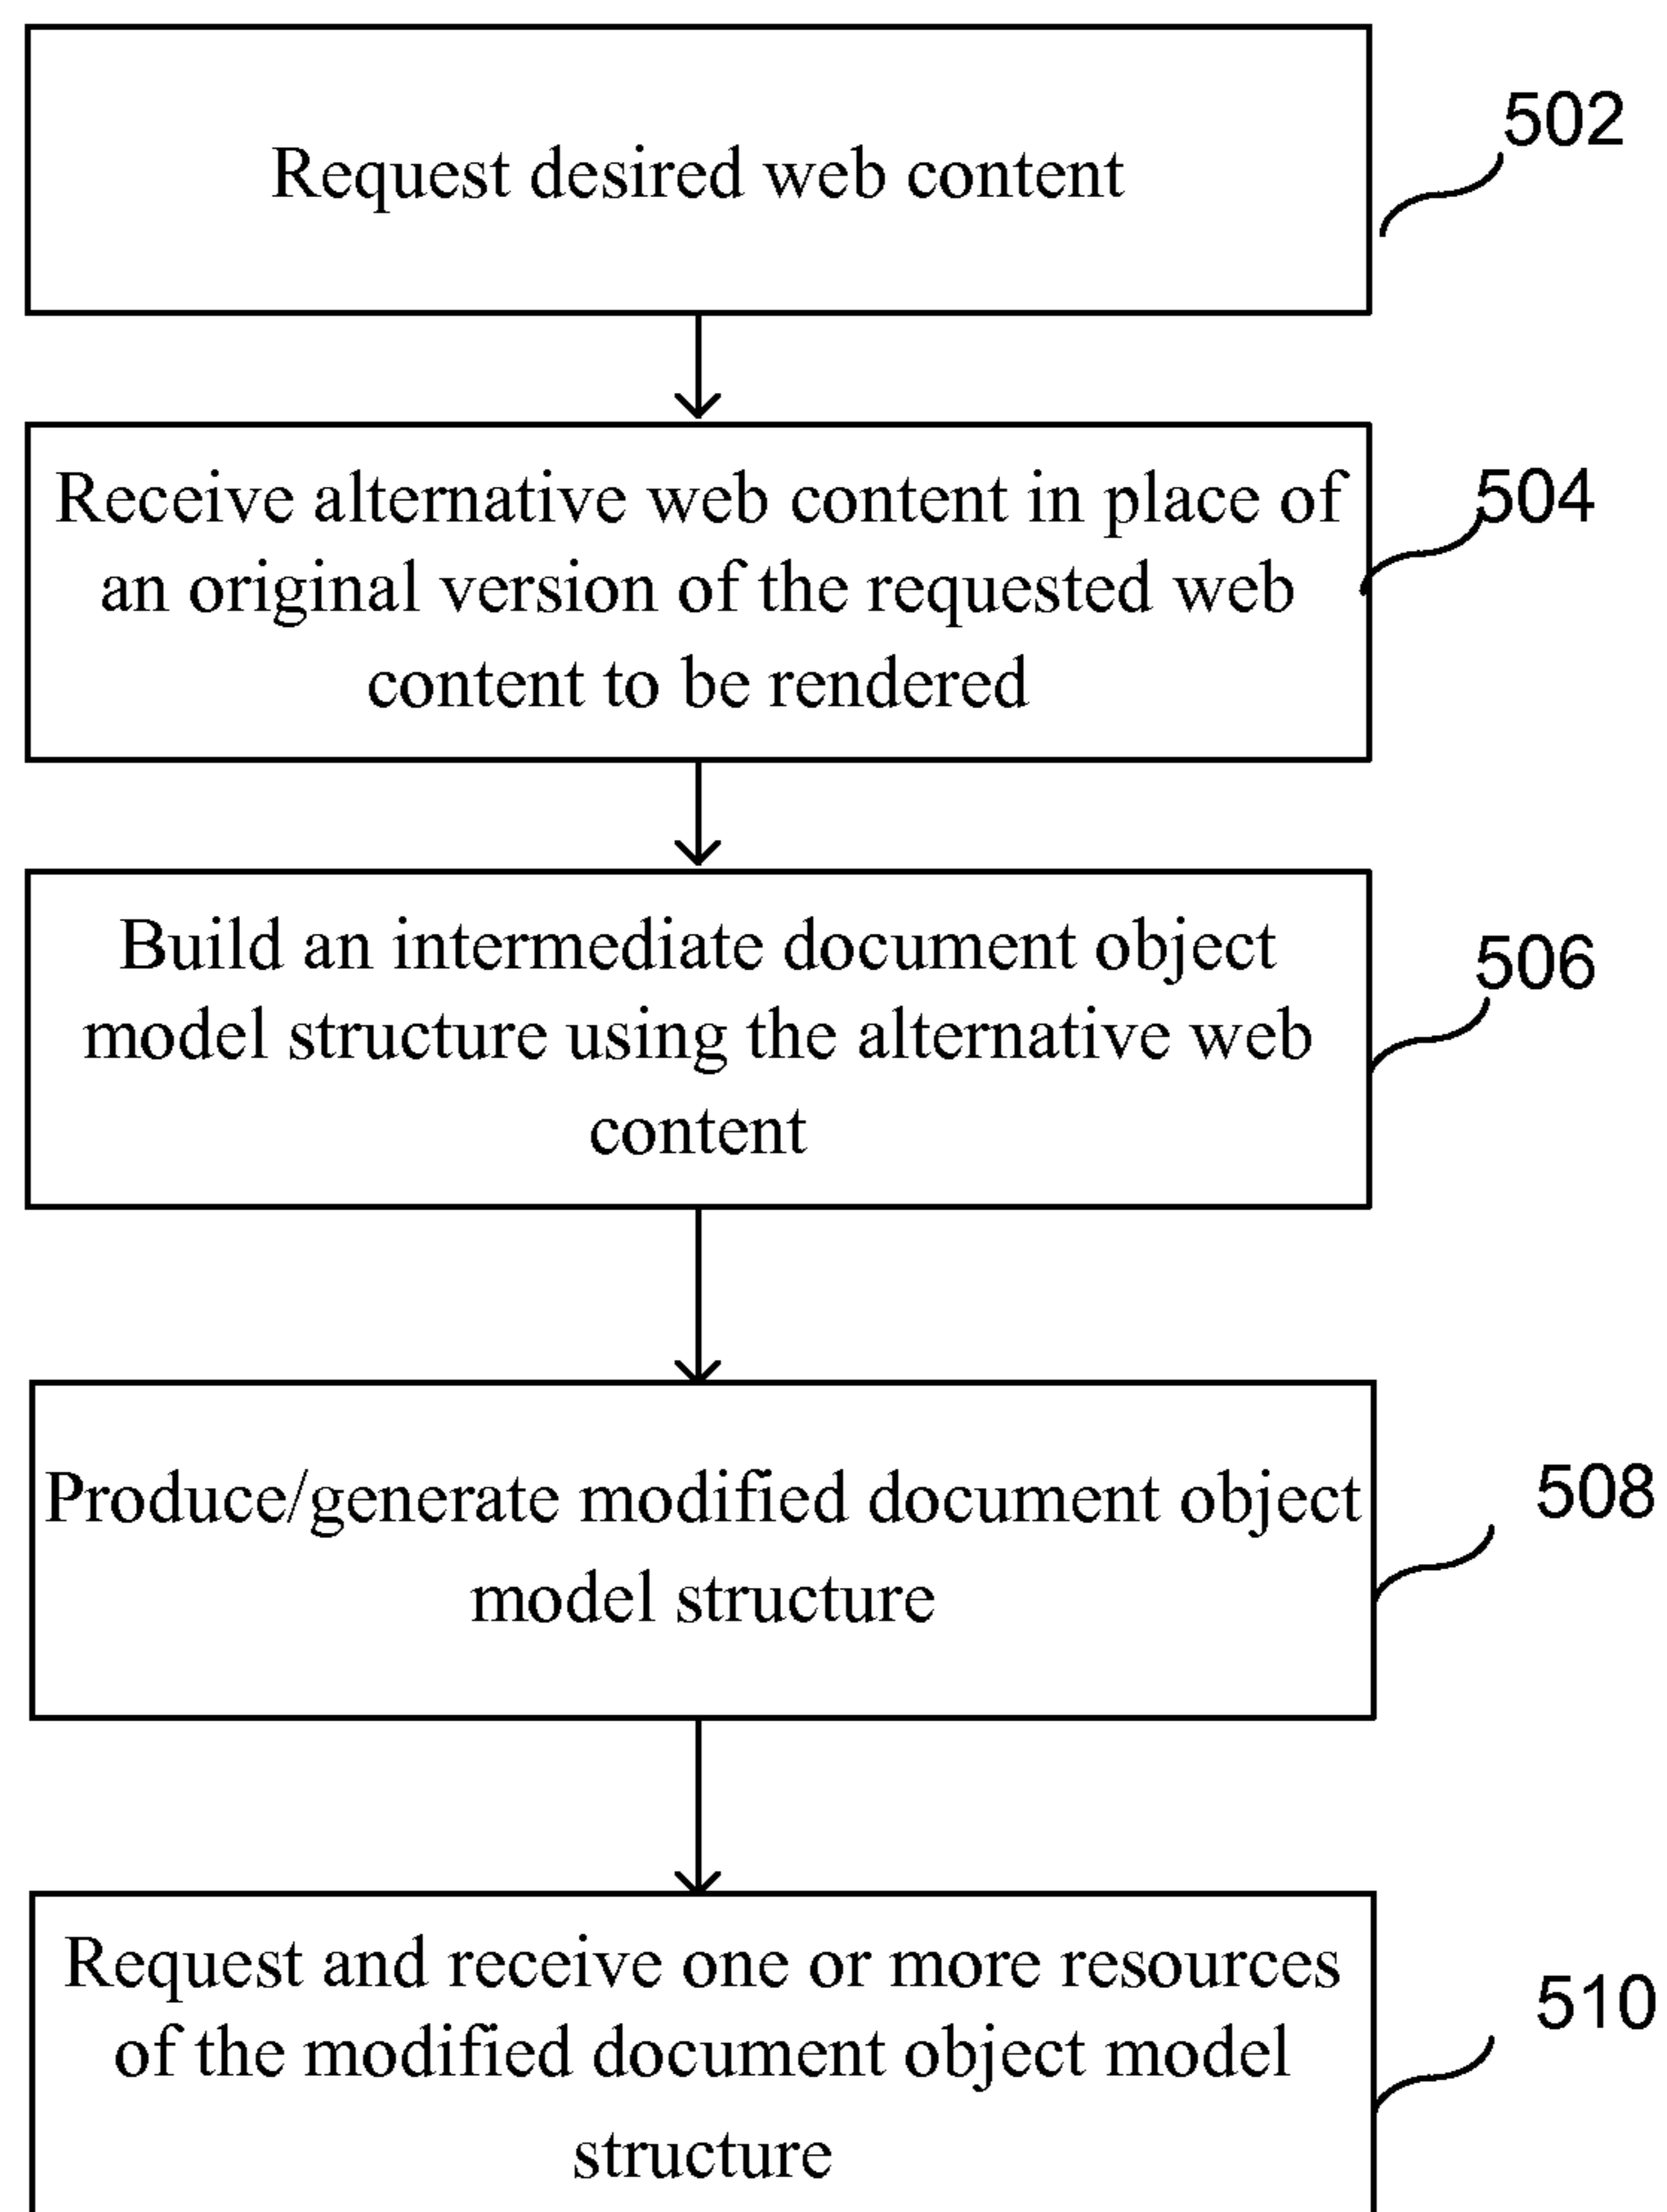 Request desired web content
502
Receive alternative web content in place of
an original version of the requested web
content to be rendered
504
Build an intermediate document object
model structure using the alternative web
content
506
Produce/generate modified document object
model structure
508
Request and receive one or more resources
of the modified document object model
structure
510